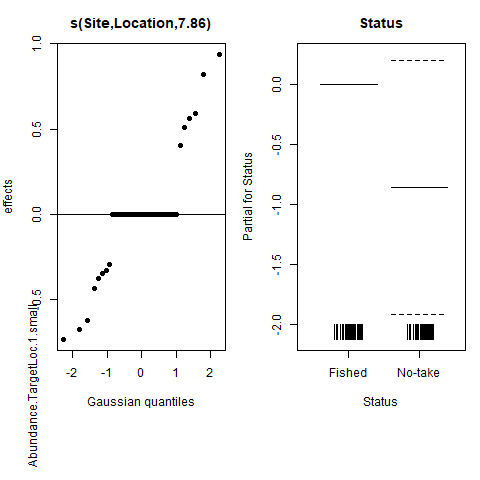 s(Site,Location,7.86)
effects
Abundance.TargetLoc.1.small
1.0
0.5
0.0
-0.5
-2
-1
0
1
2
Gaussian quantiles
Status
Partial for Status
0.0
-0.5
-1.0
-1.5
-2.0
Fished
No-take
Status